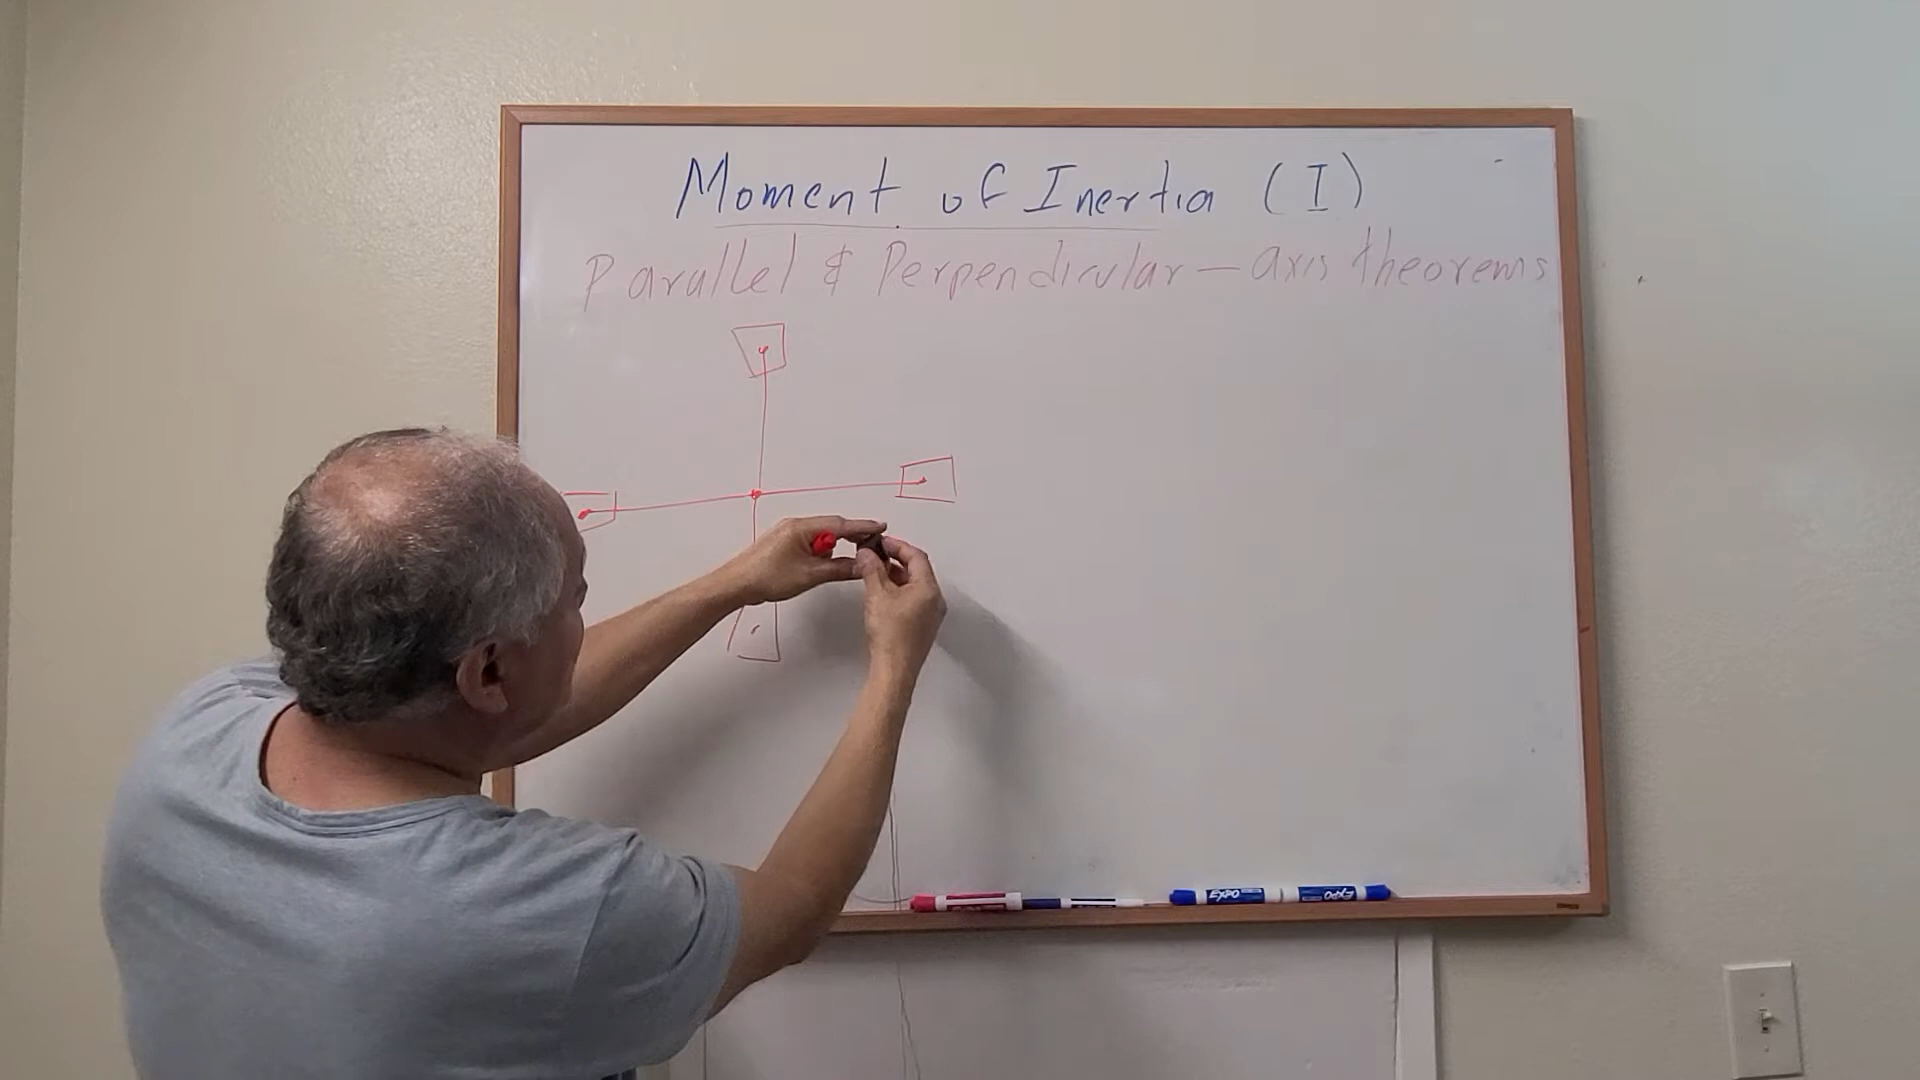 Moment of Inertia (I)
Parallel & Perpendicular - axis theorems
EXPO
EXPO